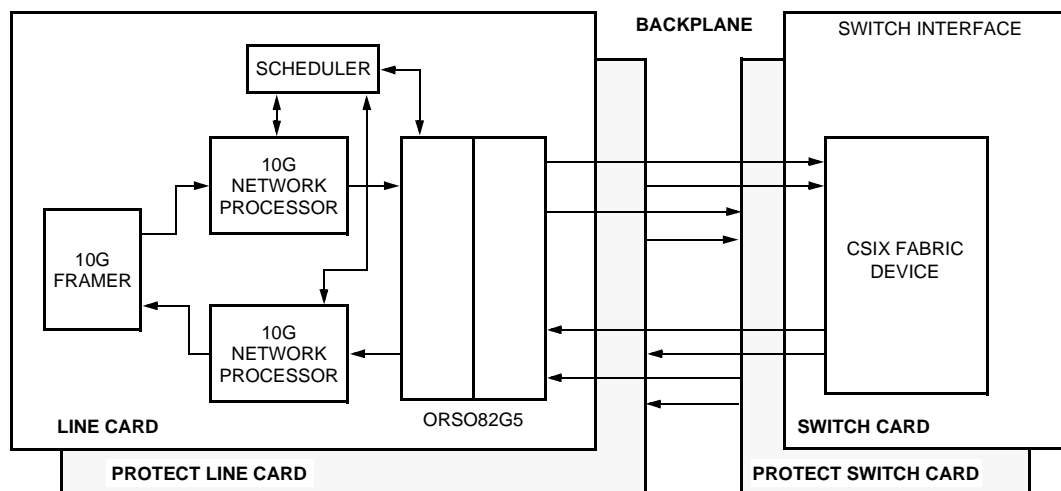 BACKPLANE
SWITCH INTERFACE
SCHEDULER
10G
NETWORK
PROCESSOR
10G
FRAMER
CSIX FABRIC
DEVICE
10G
NETWORK
PROCESSOR
ORSO82G5
LINE CARD
SWITCH CARD
PROTECT LINE CARD
PROTECT SWITCH CARD